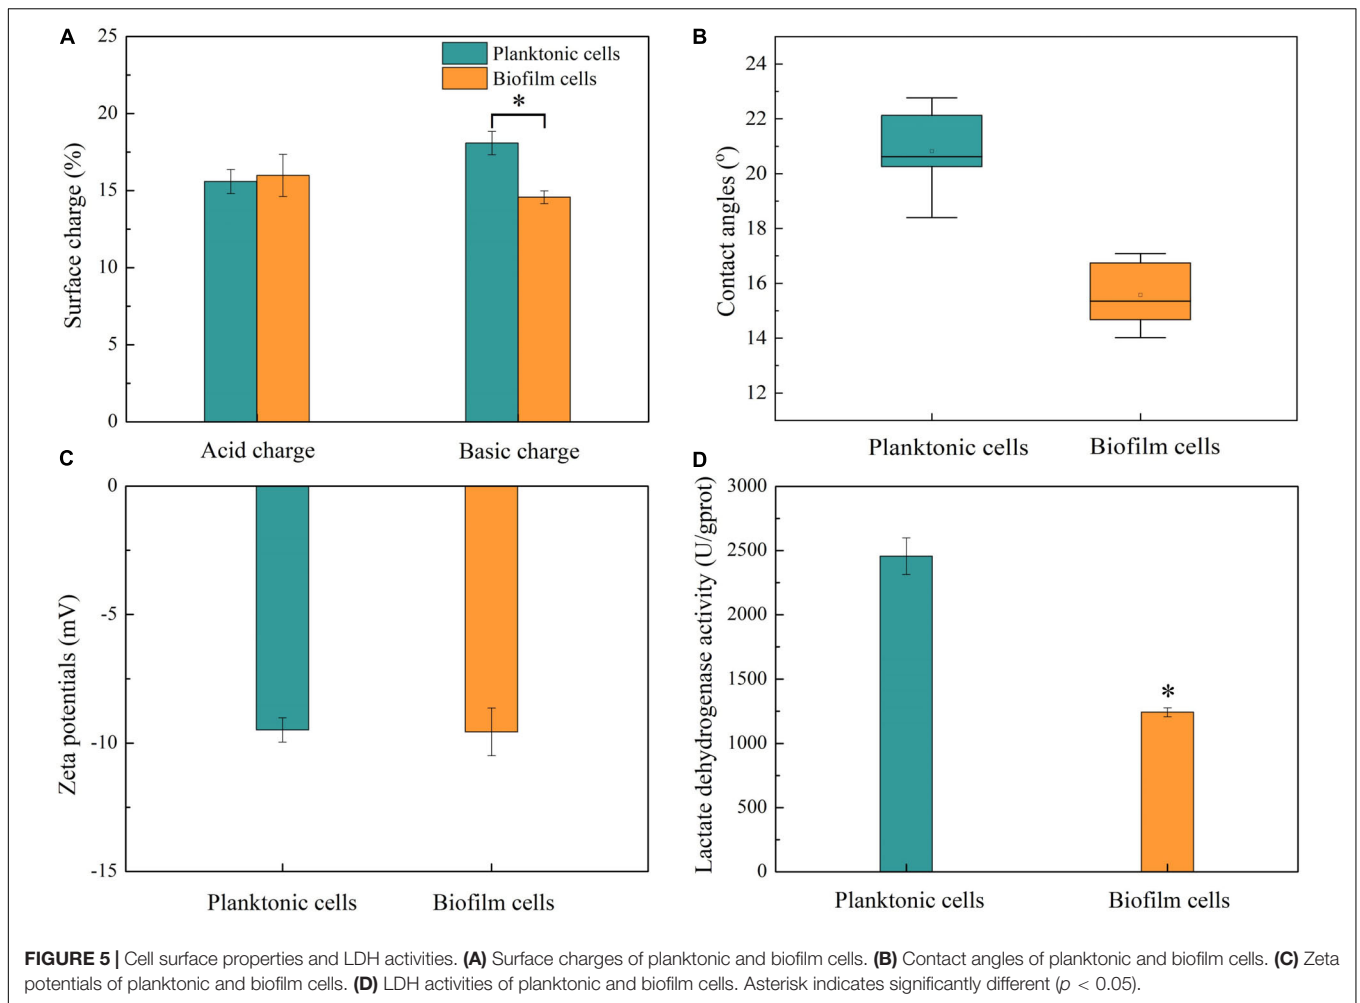 A
25
20
15
10
5
0
Surface charge (%)
Planktonic cells
Biofilm cells
*
Acid charge
Basic charge
B
24
22
20
18
16
14
12
Contact angles (°)
Planktonic cells
Biofilm cells
C
0
-5
-10
-15
Zeta potentials (mV)
Planktonic cells
Biofilm cells
D
3000
2500
2000
1500
1000
500
0
Lactate dehydrogenase activity (U/gprot)
*
Planktonic cells
Biofilm cells
FIGURE 5 | Cell surface properties and LDH activities. (A) Surface charges of planktonic and biofilm cells. (B) Contact angles of planktonic and biofilm cells. (C) Zeta
potentials of planktonic and biofilm cells. (D) LDH activities of planktonic and biofilm cells. Asterisk indicates significantly different (p < 0.05).